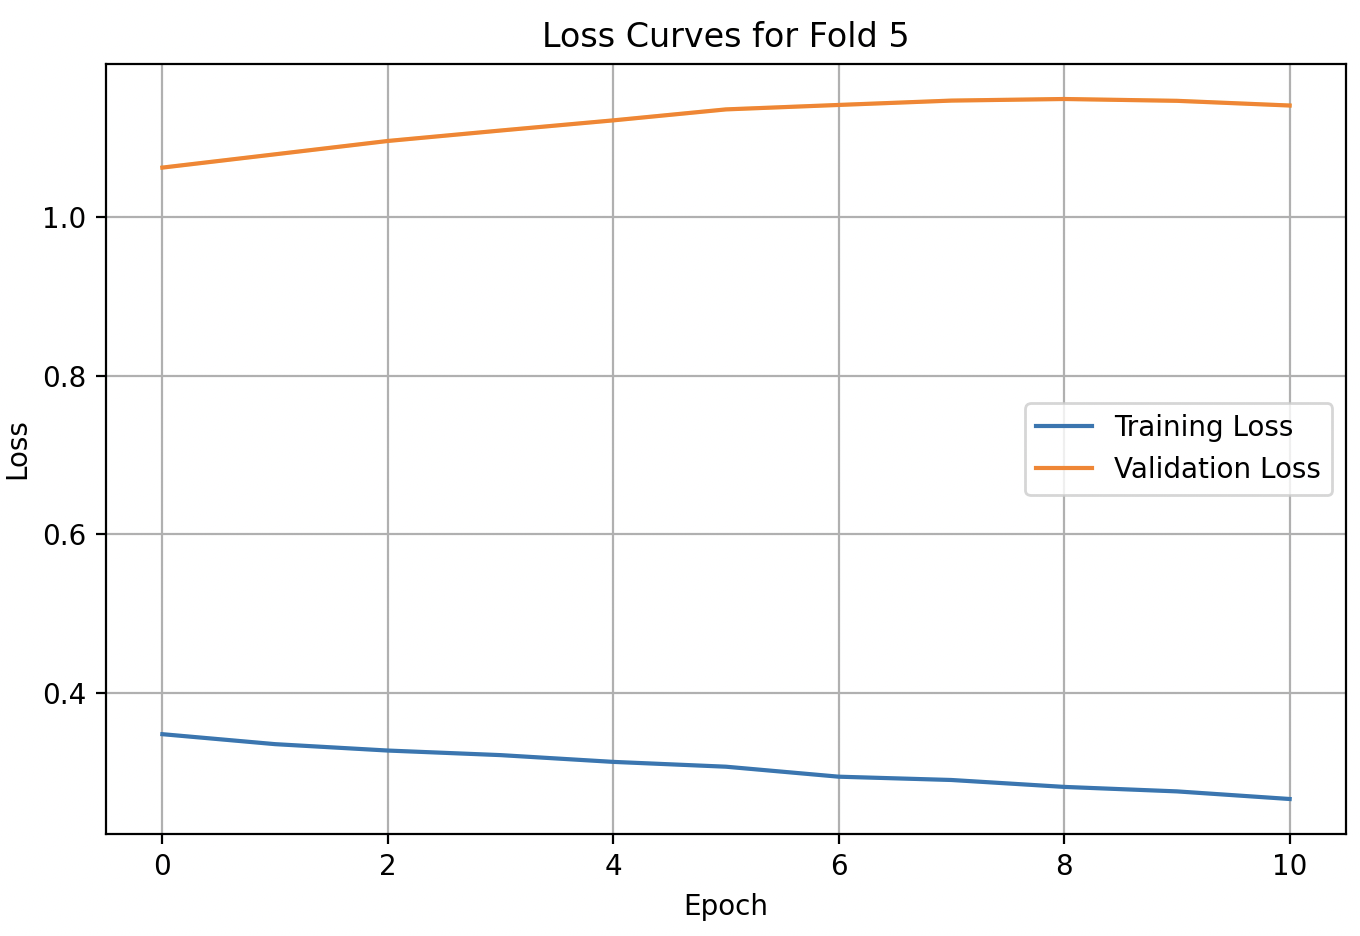 Loss Curves for Fold 5
1.0
0.8
0.6
0.4
Loss
Training Loss
Validation Loss
0 2 4 6 8 10
Epoch